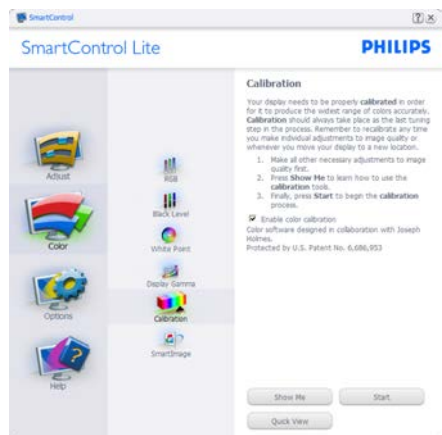 SmartControl
SmartControl Lite
PHILIPS
Adjust
Color
Options
Help
RGB
Black Level
White Point
Display Gamma
Calibration
SmartImage
Calibration
Your display needs to be properly calibrated in order
for it to produce the widest range of colors accurately.
Calibration should always take place as the last tuning
step in the process. Remember to recalibrate any time
you make individual adjustments to image quality or
whenever you move your display to a new location.
1. Make all other necessary adjustments to image
quality first.
2. Press Show Me to learn how to use the
calibration tools.
3. Finally, press Start to begin the calibration
process.
Enable color calibration
Color software designed in collaboration with Joseph
Holmes.
Protected by U.S. Patent No. 6,686,953
Show Me
Start
Quick View